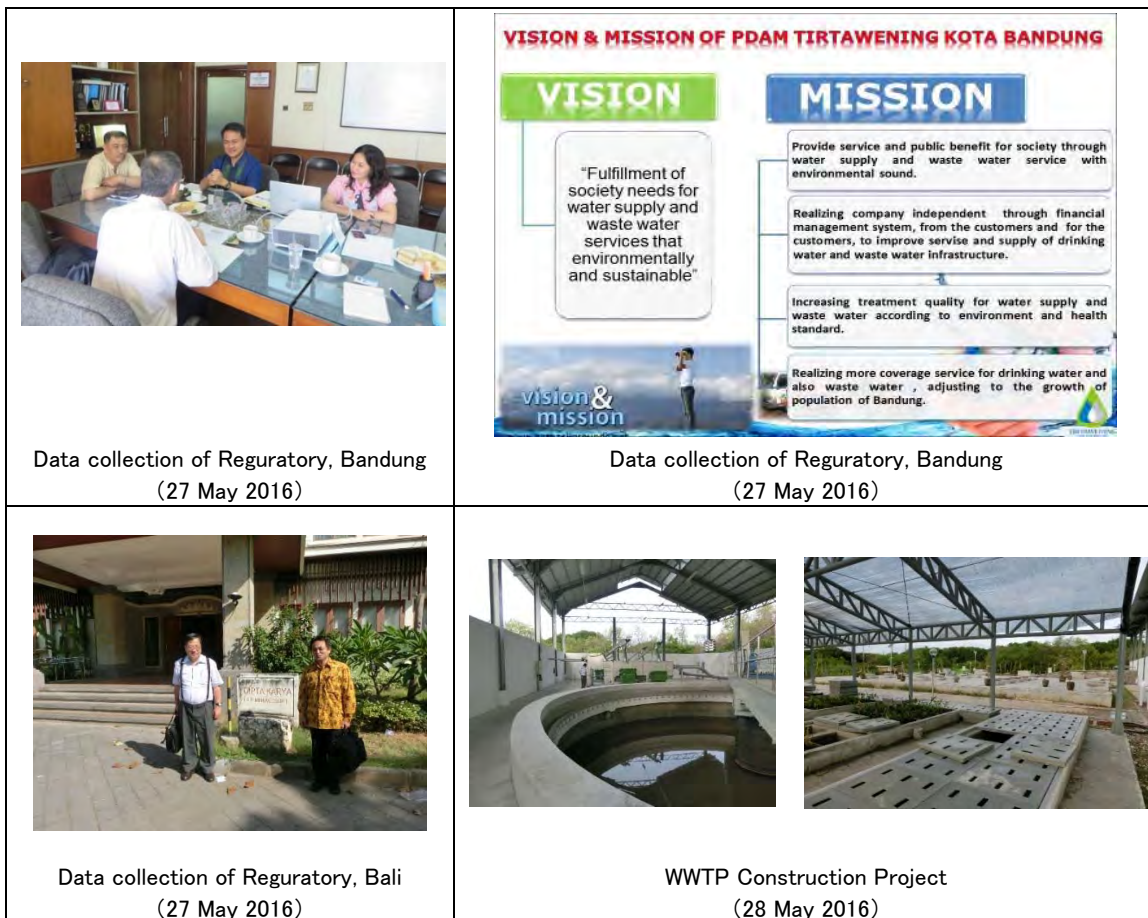 VISION & MISSION OF PDAM TIRTAWENING KOTA BANDUNG
VISION
MISSION
“Fulfillment of
society needs for
water supply and
waste water
services that
environmentally
and sustainable”
Provide service and public benefit for society through
water supply and waste water service with
environmental sound.
Realizing company independent through financial
management system, from the customers and for the
customers, to improve servise and supply of drinking
water and waste water infrastructure.
Increasing treatment quality for water supply and
waste water according to environment and health
standard.
Realizing more coverage service for drinking water and
also waste water , adjusting to the growth of
population of Bandung.
vision &
mission
Data collection of Reguratory, Bandung
(27 May 2016)
Data collection of Reguratory, Bandung
(27 May 2016)
CIPTA KARYA
Data collection of Reguratory, Bali
(27 May 2016)
WWTP Construction Project
(28 May 2016)